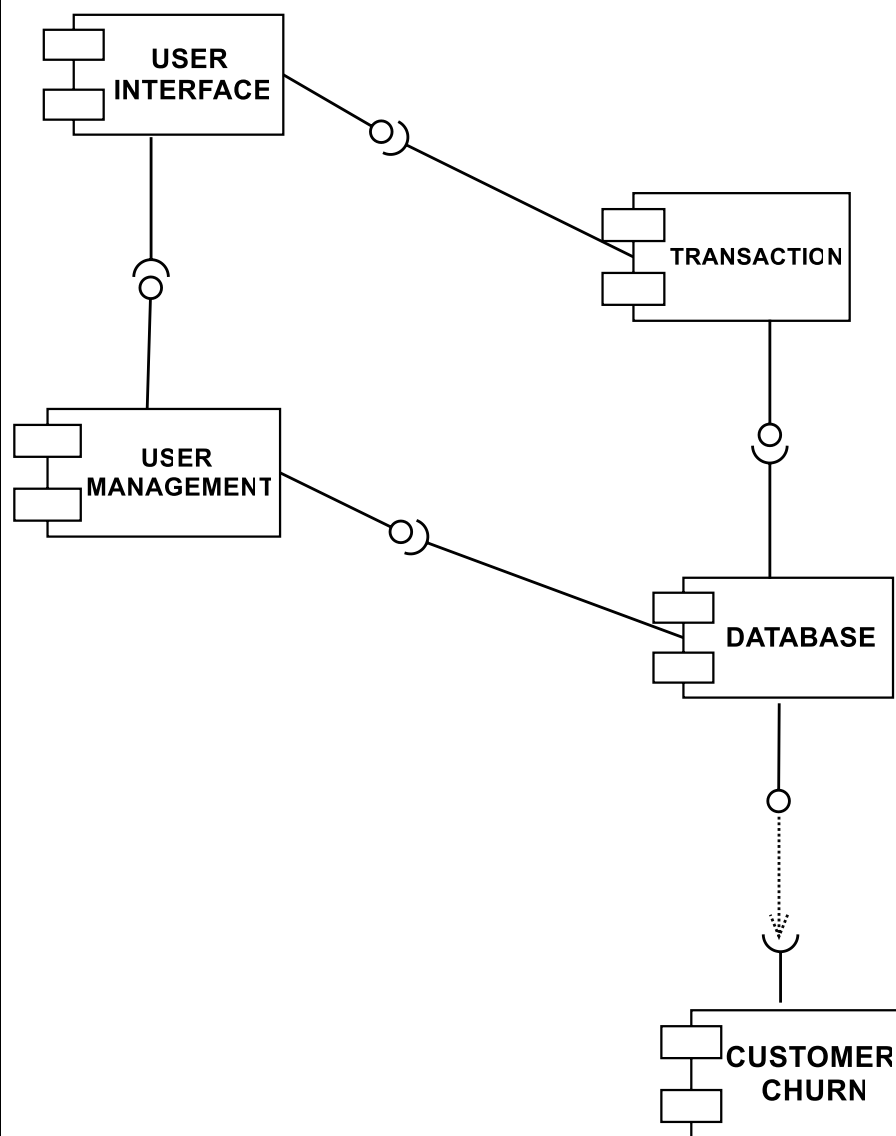 USER
INTERFACE
TRANSACTION
USER
MANAGEMENT
DATABASE
CUSTOMER
CHURN